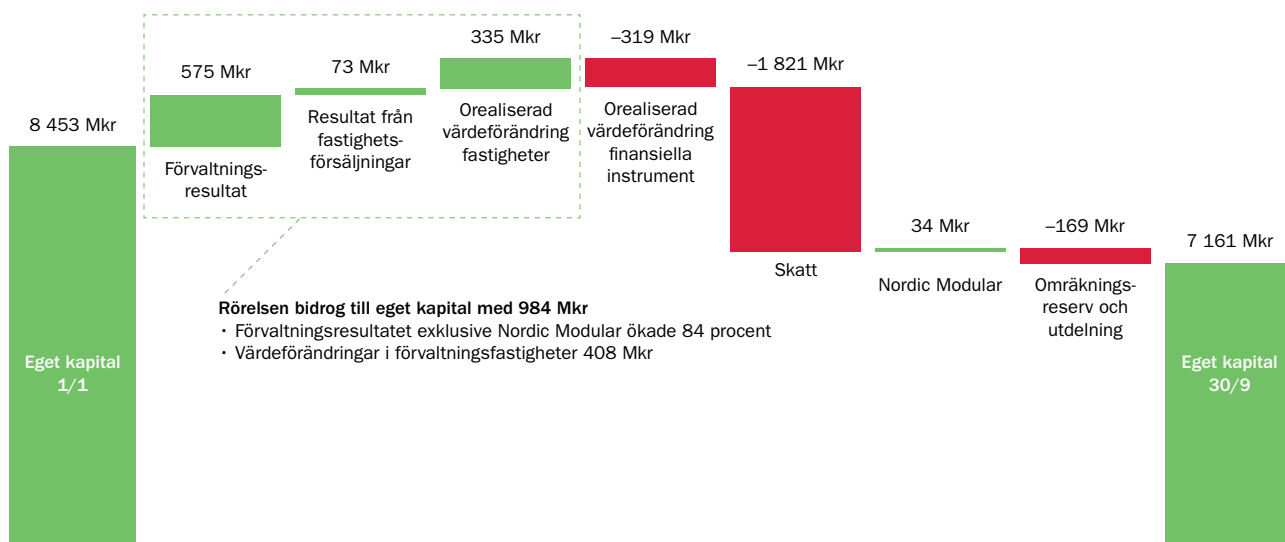 8 453 Mkr
Eget kapital
1/1
575 Mkr
Förvaltnings-
resultat
73 Mkr
Resultat från
fastighets-
försäljningar
335 Mkr
Orealiserad
värdeförändring
fastigheter
–319 Mkr
Orealiserad
värdeförändring
finansiella
instrument
–1 821 Mkr
Skatt
34 Mkr
Nordic Modular
–169 Mkr
Omräknings-
reserv och
utdelning
7 161 Mkr
Eget kapital
30/9
Rörelsen bidrog till eget kapital med 984 Mkr
· Förvaltningsresultatet exklusive Nordic Modular ökade 84 procent
· Värdeförändringar i förvaltningsfastigheter 408 Mkr